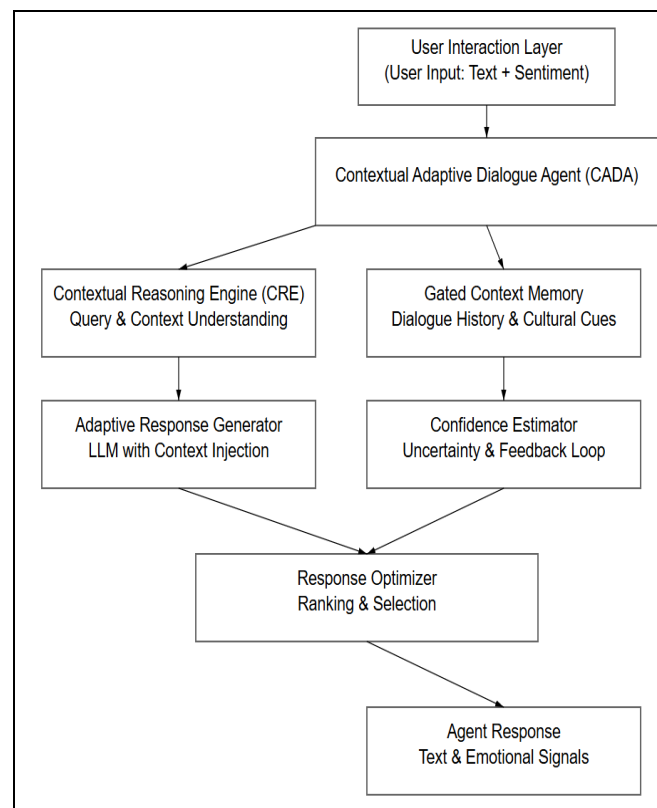 User Interaction Layer
(User Input: Text + Sentiment)
Contextual Adaptive Dialogue Agent (CADA)
Contextual Reasoning Engine (CRE)
Query & Context Understanding
Gated Context Memory
Dialogue History & Cultural Cues
Adaptive Response Generator
LLM with Context Injection
Confidence Estimator
Uncertainty & Feedback Loop
Response Optimizer
Ranking & Selection
Agent Response
Text & Emotional Signals